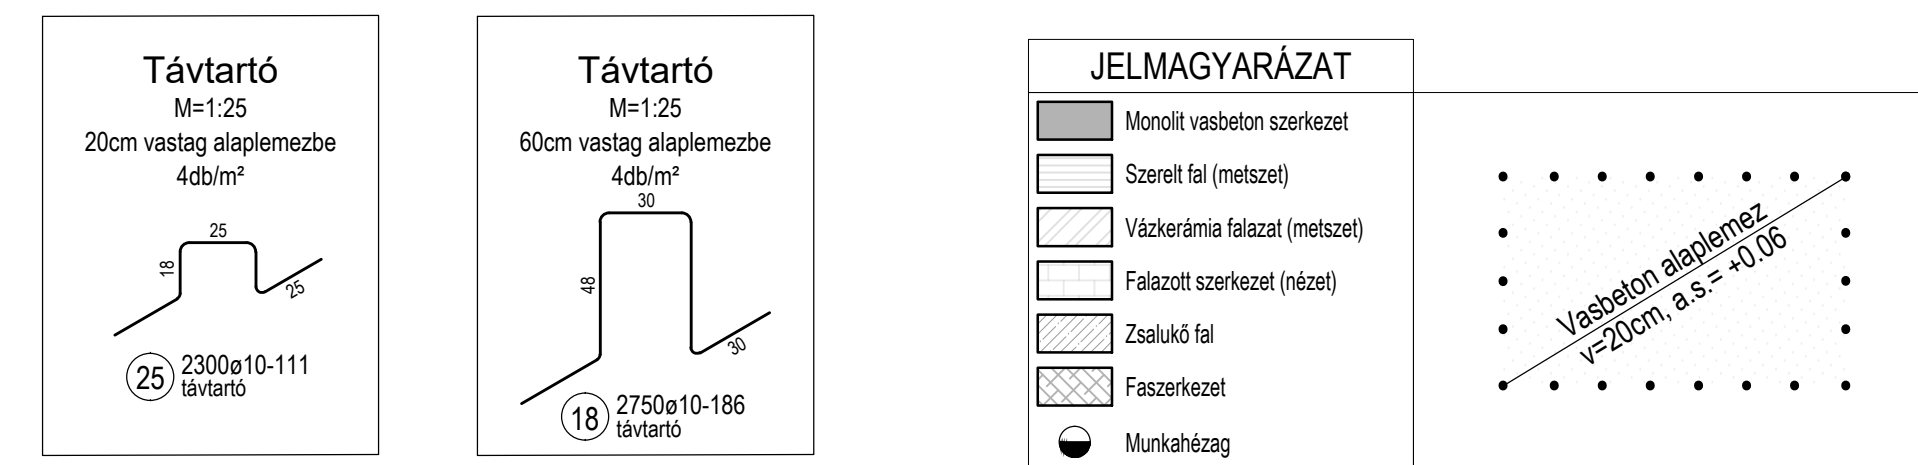 Távtartó
M=1:25
20cm vastag alaplemezbe
4db/m²
25
18
25
25
2300ø10-111
távtartó
Távtartó
M=1:25
60cm vastag alaplemezbe
4db/m²
30
48
30
18
2750ø10-186
távtartó
JELMAGYARÁZAT
Monolit vasbeton szerkezet
Szerelt fal (metszet)
Vázkerámia falazat (metszet)
Falazott szerkezet (nézet)
Zsalukő fal
Faszerkezet
Munkahézag
Vasbeton alaplemez
v=20cm, a.s.= +0.06